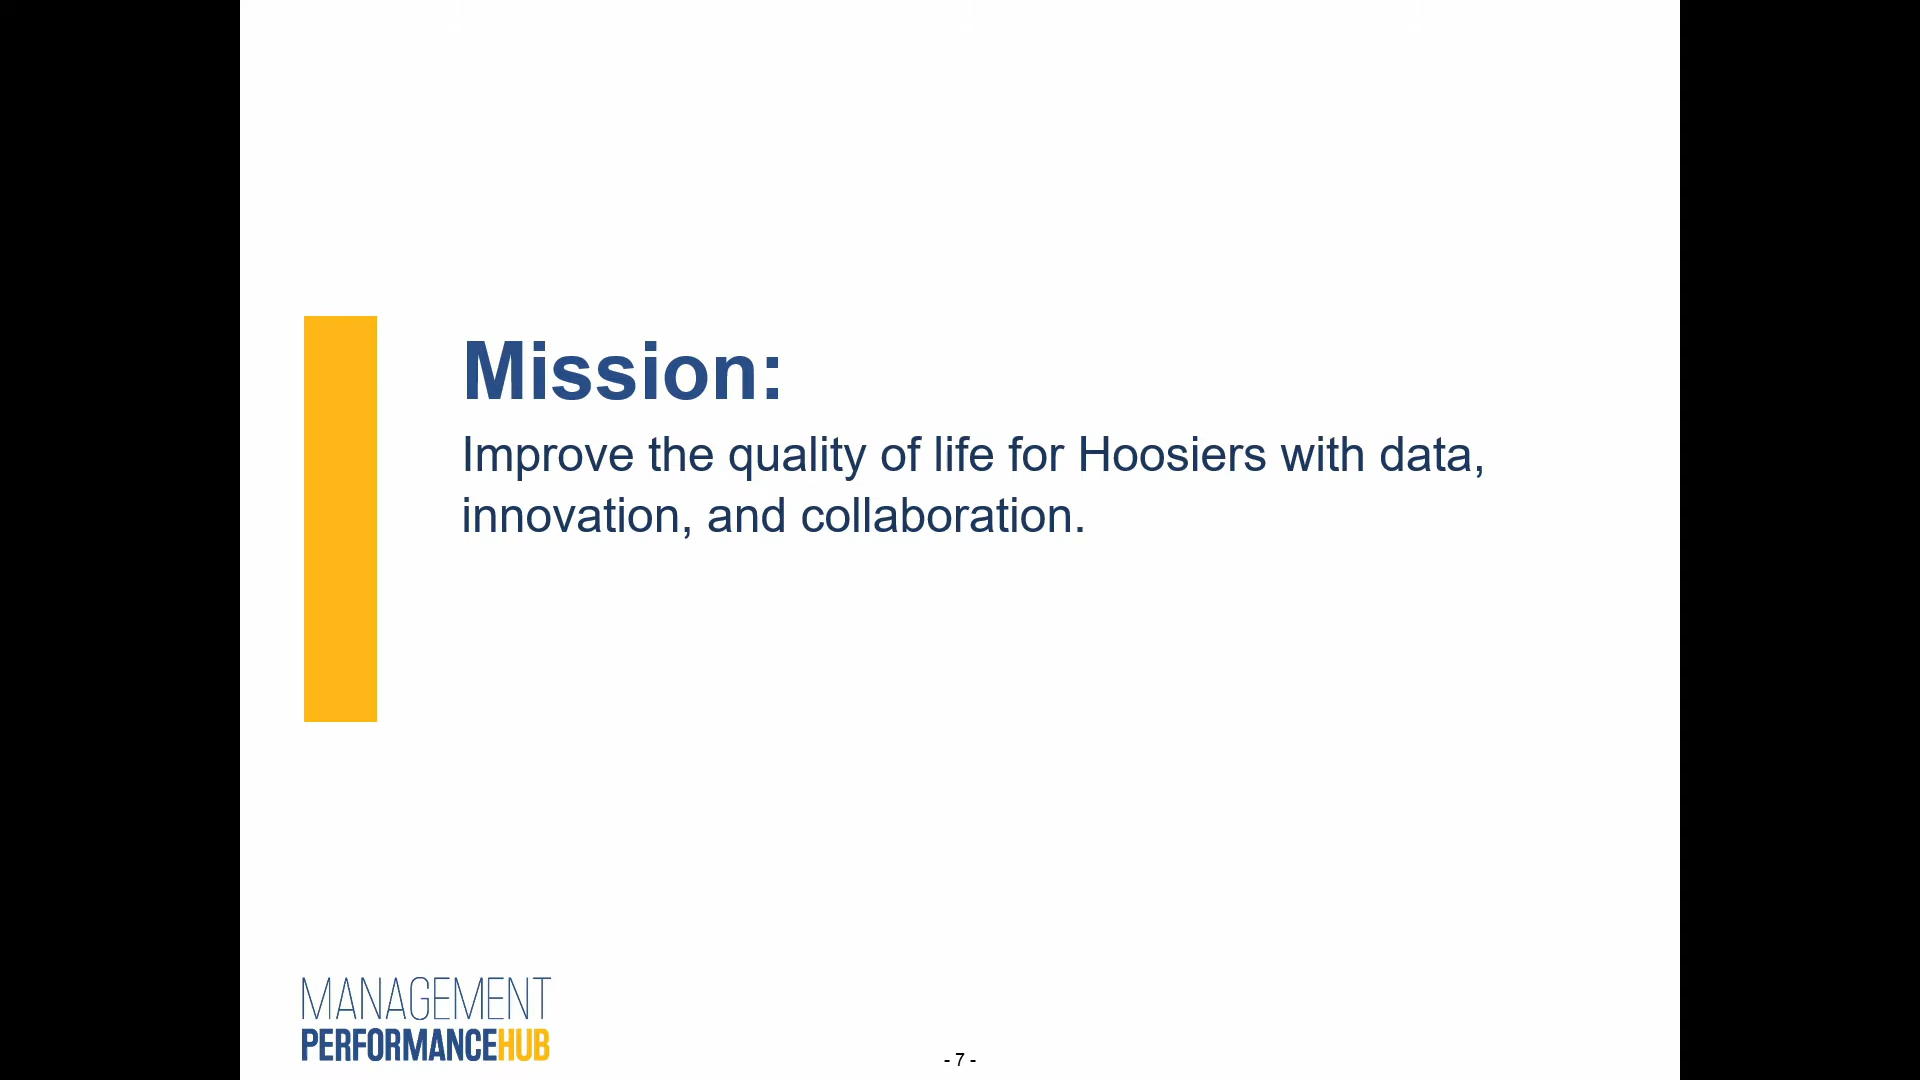 Mission:
Improve the quality of life for Hoosiers with data,
innovation, and collaboration.
MANAGEMENT
PERFORMANCEHUB
- 7 -